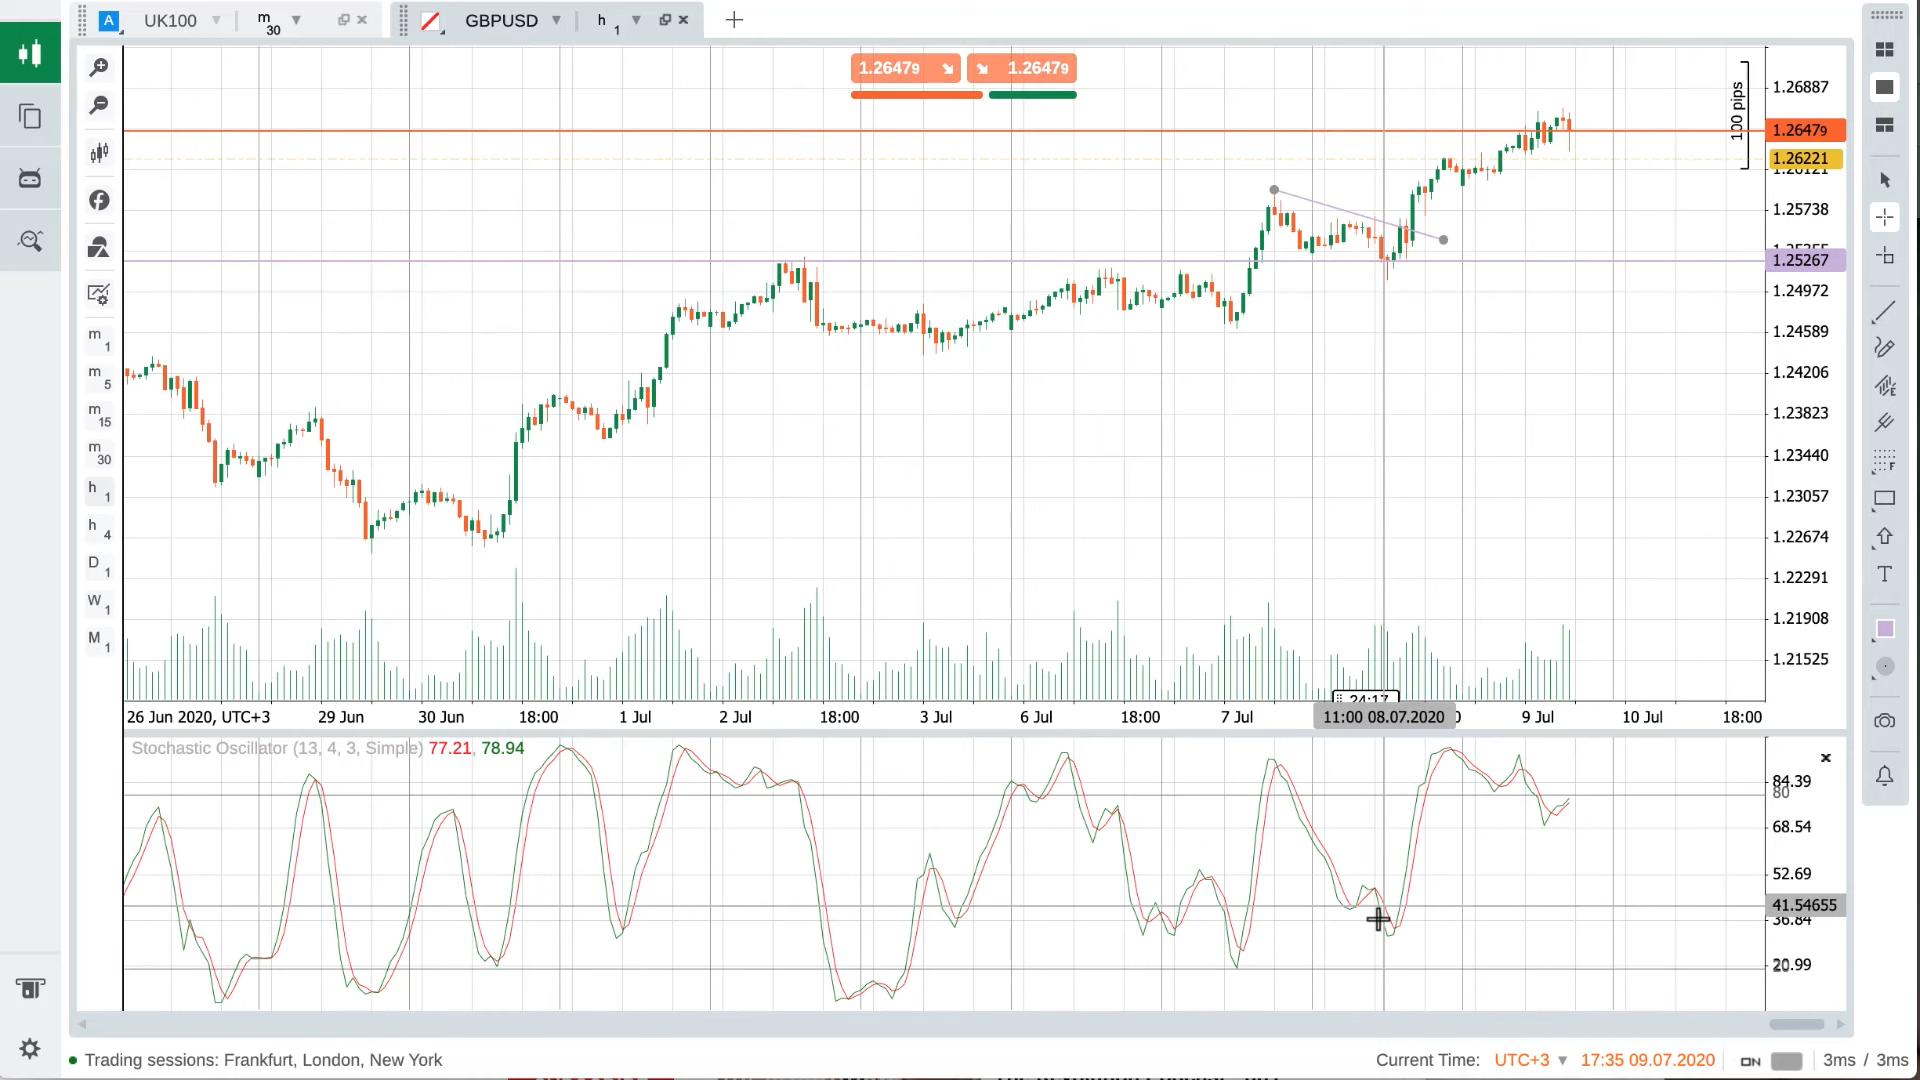 A UK100 m 30 GBPUSD h 1
1.26479 1.26479
100 pips
1.26887
1.26479
1.26221
1.26121
1.25738
1.25267
1.24972
1.24589
1.24206
1.23823
1.23440
1.23057
1.22674
1.22291
1.21908
1.21525
m 1
m 5
m 15
m 30
h 1
h 4
D 1
W 1
M 1
E
F
T
24:17
26 Jun 2020, UTC+3 29 Jun 30 Jun 18:00 1 Jul 2 Jul 18:00 3 Jul 6 Jul 18:00 7 Jul 11:00 08.07.2020 9 Jul 10 Jul 18:00
Stochastic Oscillator (13, 4, 3, Simple) 77.21, 78.94
84.39
80
68.54
52.69
41.54655
36.84
20.99
Trading sessions: Frankfurt, London, New York Current Time: UTC+3 17:35 09.07.2020 ON 3ms / 3ms